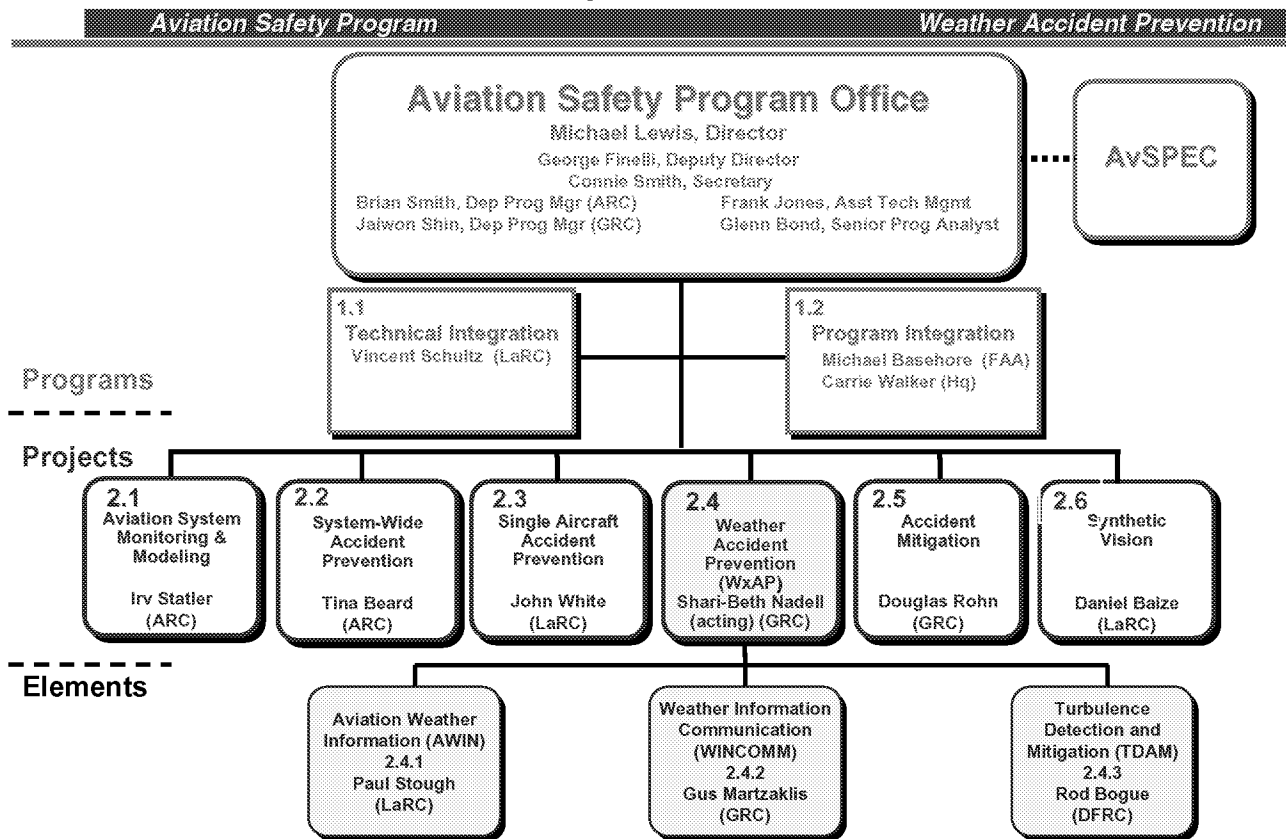 Aviation Safety Program
Weather Accident Prevention
Aviation Safety Program Office
Michael Lewis, Director
George Finelli, Deputy Director
Connie Smith, Secretary
Brian Smith, Dep Prog Mgr (ARC)
Frank Jones, Asst Tech Mgmt
Jaiwon Shin, Dep Prog Mgr (GRC)
Glenn Bond, Senior Prog Analyst
AvSPEC
1.1
Technical Integration
Vincent Schultz (LaRC)
1.2
Program Integration
Michael Basehore (FAA)
Carrie Walker (Hq)
Programs
Projects
2.1
Aviation System
Monitoring &
Modeling
Irv Statler
(ARC)
2.2
System-Wide
Accident
Prevention
Tina Beard
(ARC)
2.3
Single Aircraft
Accident
Prevention
John White
(LaRC)
2.4
Weather
Accident
Prevention
(WxAP)
Shari-Beth Nadell
(acting) (GRC)
2.5
Accident
Mitigation
Douglas Rohn
(GRC)
2.6
Synthetic
Vision
Daniel Baize
(LaRC)
Elements
Aviation Weather
Information (AWIN)
2.4.1
Paul Stough
(LaRC)
Weather Information
Communication
(WINCOMM)
2.4.2
Gus Martzaklis
(GRC)
Turbulence
Detection and
Mitigation (TDAM)
2.4.3
Rod Bogue
(DFRC)